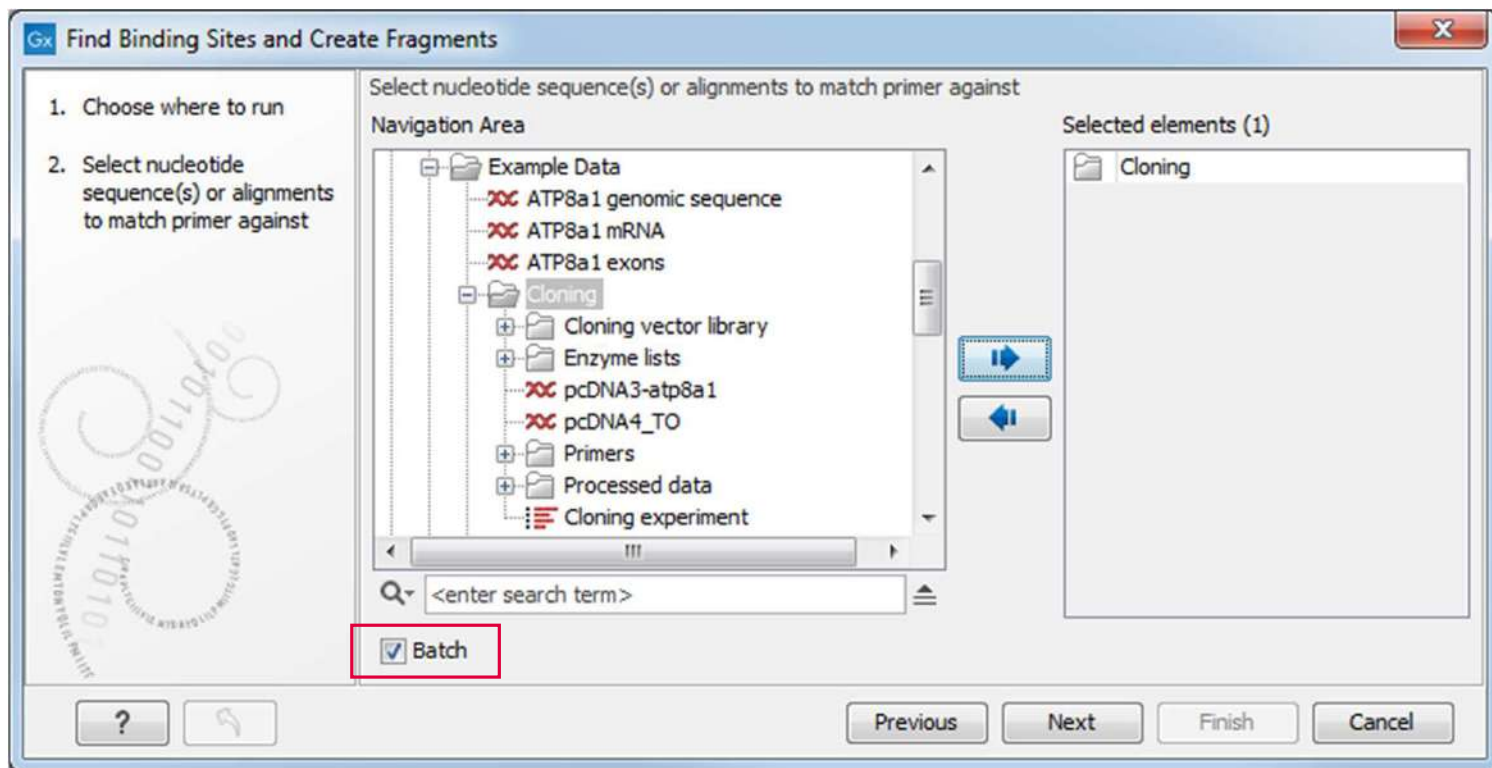 Gx Find Binding Sites and Create Fragments
1. Choose where to run
2. Select nucleotide
sequence(s) or alignments
to match primer against
Select nucleotide sequence(s) or alignments to match primer against
Navigation Area
Example Data
ATP8a1 genomic sequence
ATP8a1 mRNA
ATP8a1 exons
Cloning
Cloning vector library
Enzyme lists
pcDNA3-atp8a1
pcDNA4_TO
Primers
Processed data
Cloning experiment
<enter search term>
Batch
Selected elements (1)
Cloning
?
Previous
Next
Finish
Cancel